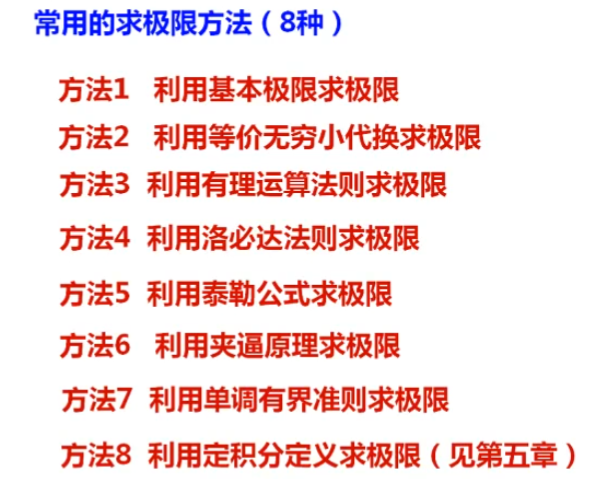 常用的求极限方法（8种）
方法1 利用基本极限求极限
方法2 利用等价无穷小代换求极限
方法3 利用有理运算法则求极限
方法4 利用洛必达法则求极限
方法5 利用泰勒公式求极限
方法6 利用夹逼原理求极限
方法7 利用单调有界准则求极限
方法8 利用定积分定义求极限（见第五章）